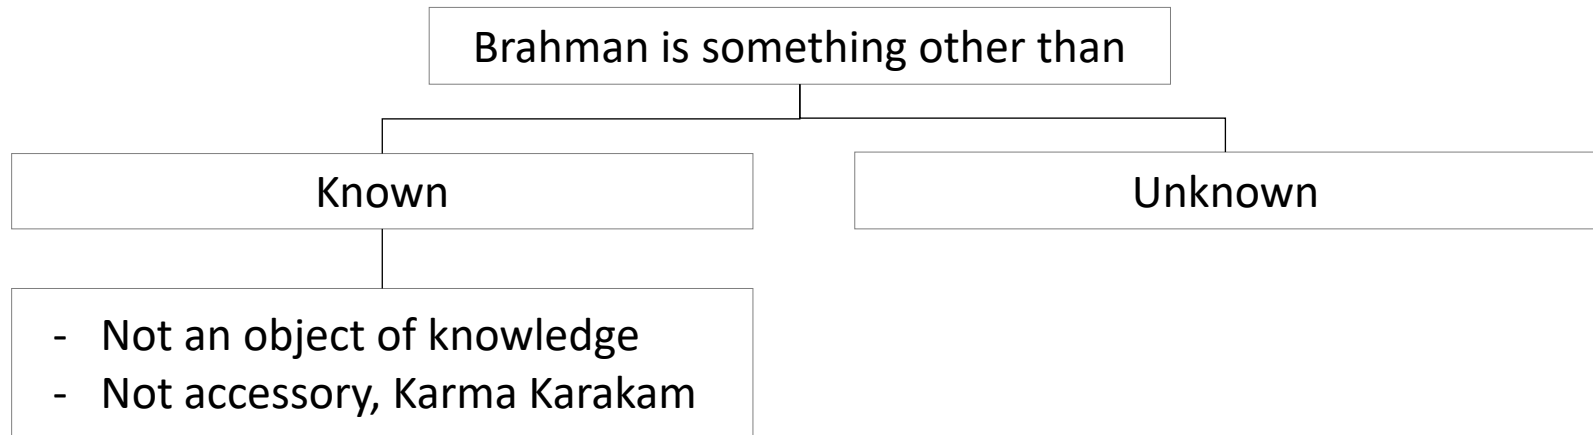 Brahman is something other than
Known
Unknown
- Not an object of knowledge
- Not accessory, Karma Karakam